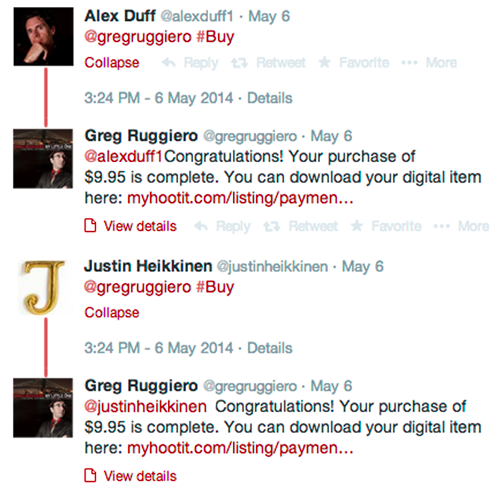 Alex Duff @alexduff1 · May 6
@gregruggiero #Buy
Collapse Reply Retweet Favorite More
3:24 PM - 6 May 2014 · Details
Greg Ruggiero @gregruggiero · May 6
@alexduff1Congratulations! Your purchase of
$9.95 is complete. You can download your digital item
here: myhootit.com/listing/paymen…
View details Reply Retweet Favorite More
J
Justin Heikkinen @justinheikkinen · May 6
@gregruggiero #Buy
Collapse
3:24 PM - 6 May 2014 · Details
Greg Ruggiero @gregruggiero · May 6
@justinheikkinen Congratulations! Your purchase of
$9.95 is complete. You can download your digital item
here: myhootit.com/listing/paymen…
View details